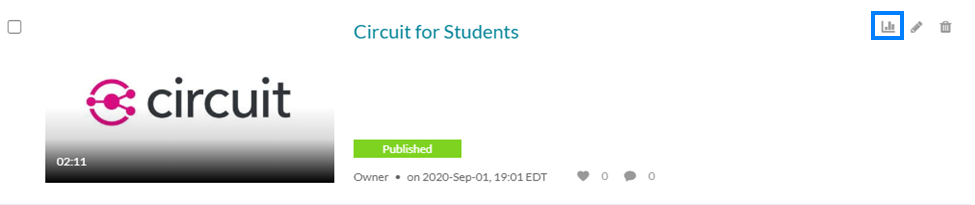 Circuit for Students
circuit
02:11
Published
Owner • on 2020-Sep-01, 19:01 EDT 0 0